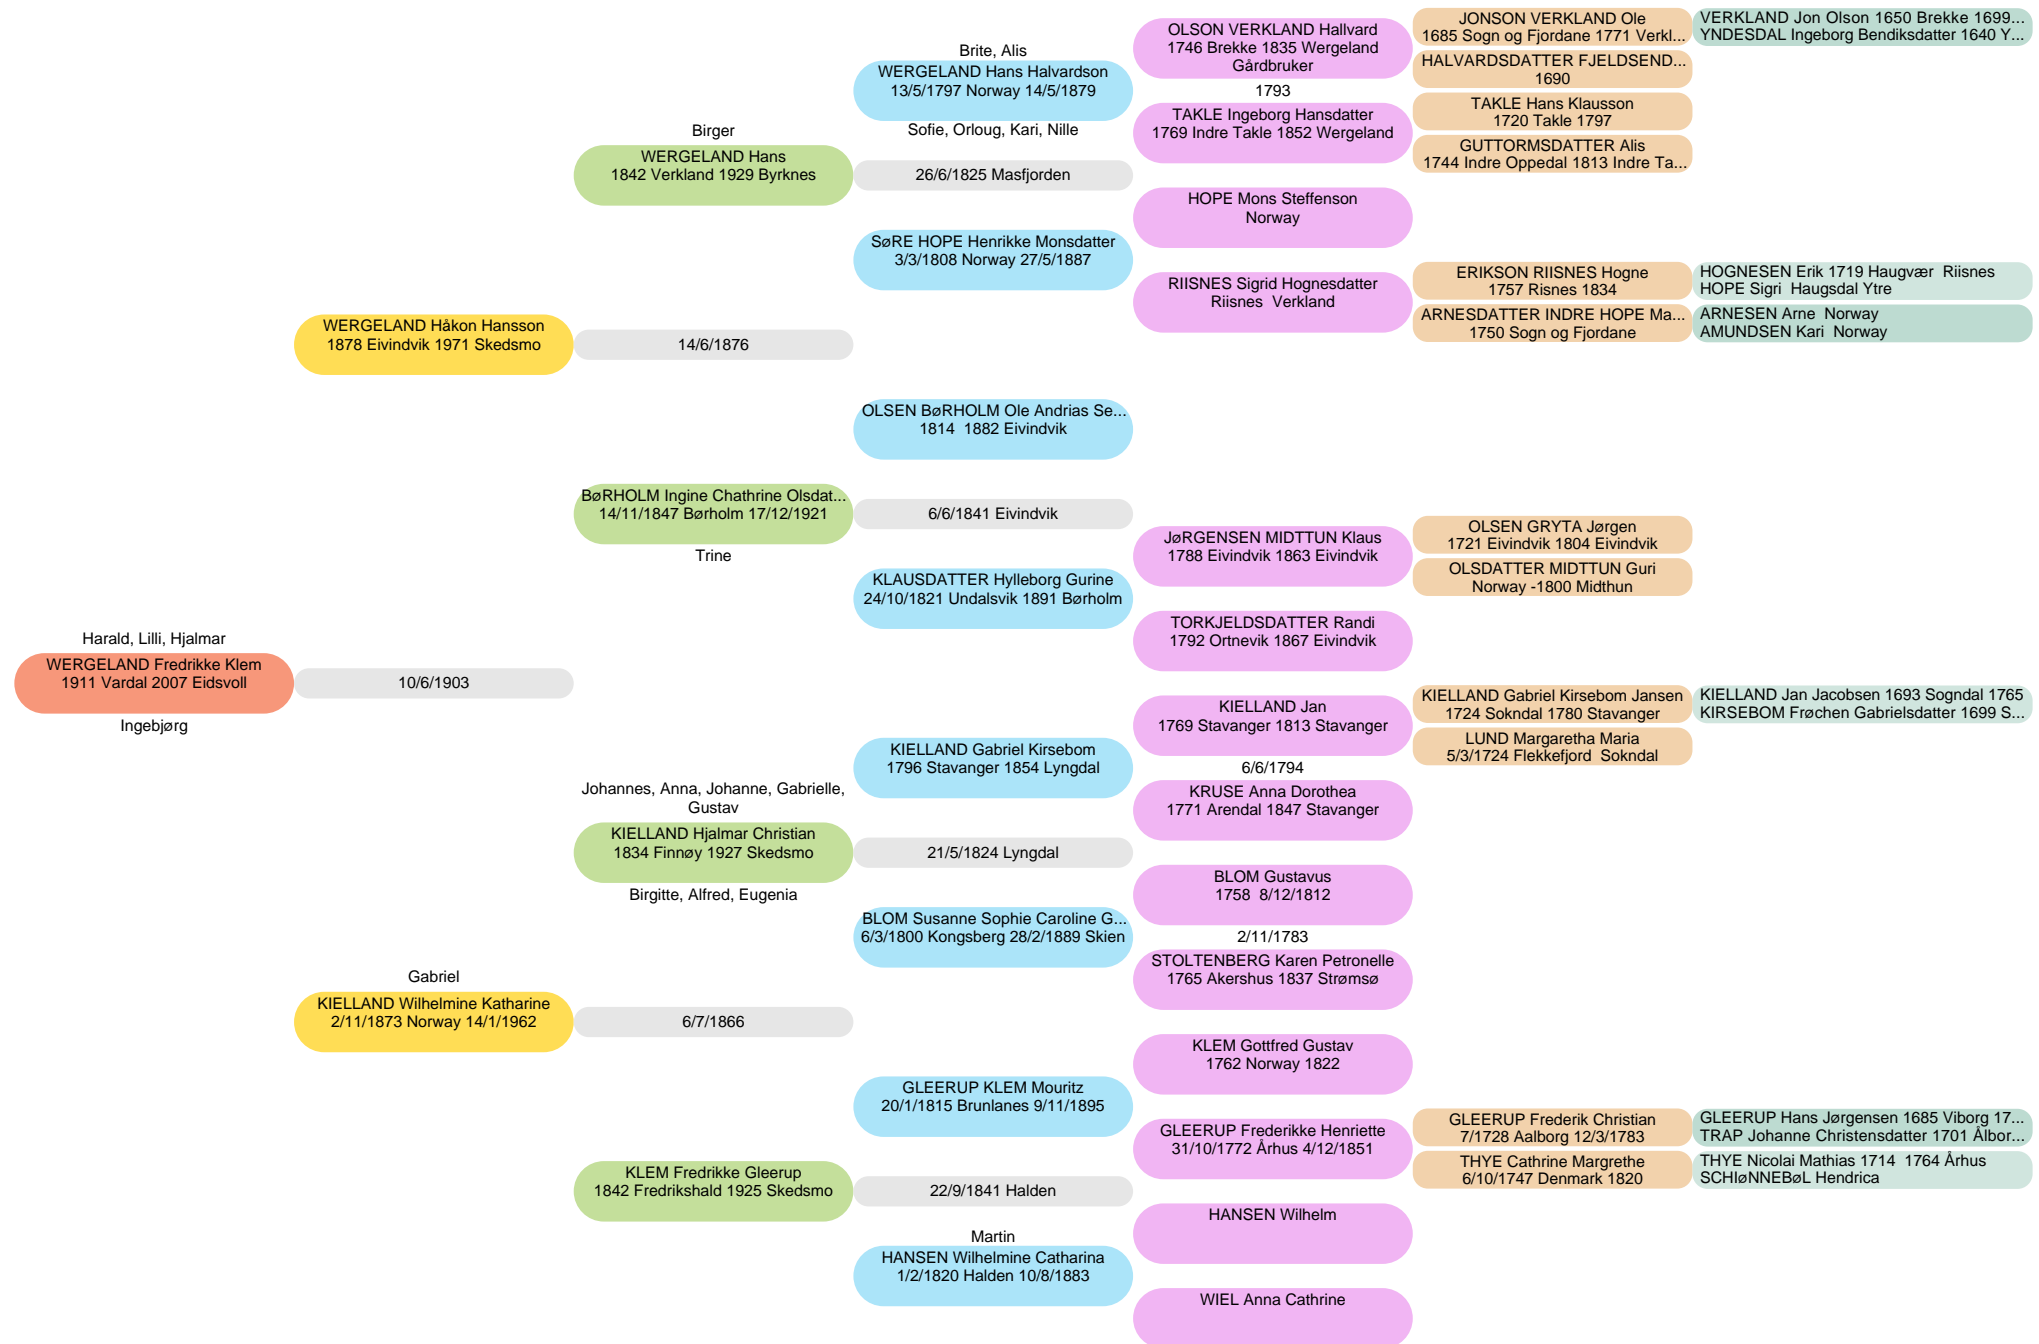 Harald, Lilli, Hjalmar
WERGELAND Fredrikke Klem
1911 Vardal 2007 Eidsvoll
Ingebjørg
10/6/1903
WERGELAND Håkon Hansson
1878 Eivindvik 1971 Skedsmo
14/6/1876
Gabriel
KIELLAND Wilhelmine Katharine
2/11/1873 Norway 14/1/1962
6/7/1866
Birger
WERGELAND Hans
1842 Verkland 1929 Byrknes
26/6/1825 Masfjorden
BøRHOLM Ingine Chathrine Olsdat...
14/11/1847 Børholm 17/12/1921
Trine
6/6/1841 Eivindvik
Johannes, Anna, Johanne, Gabrielle,
Gustav
KIELLAND Hjalmar Christian
1834 Finnøy 1927 Skedsmo
Birgitte, Alfred, Eugenia
21/5/1824 Lyngdal
KLEM Fredrikke Gleerup
1842 Fredrikshald 1925 Skedsmo
22/9/1841 Halden
Brite, Alis
WERGELAND Hans Halvardson
13/5/1797 Norway 14/5/1879
Sofie, Orloug, Kari, Nille
SøRE HOPE Henrikke Monsdatter
3/3/1808 Norway 27/5/1887
OLSEN BøRHOLM Ole Andrias Se...
1814  1882 Eivindvik
KLAUSDATTER Hylleborg Gurine
24/10/1821 Undalsvik 1891 Børholm
KIELLAND Gabriel Kirsebom
1796 Stavanger 1854 Lyngdal
BLOM Susanne Sophie Caroline G...
6/3/1800 Kongsberg 28/2/1889 Skien
GLEERUP KLEM Mouritz
20/1/1815 Brunlanes 9/11/1895
Martin
HANSEN Wilhelmine Catharina
1/2/1820 Halden 10/8/1883
OLSON VERKLAND Hallvard
1746 Brekke 1835 Wergeland
Gårdbruker
1793
TAKLE Ingeborg Hansdatter
1769 Indre Takle 1852 Wergeland
HOPE Mons Steffenson
Norway
RIISNES Sigrid Hognesdatter
Riisnes  Verkland
JøRGENSEN MIDTTUN Klaus
1788 Eivindvik 1863 Eivindvik
TORKJELDSDATTER Randi
1792 Ortnevik 1867 Eivindvik
KIELLAND Jan
1769 Stavanger 1813 Stavanger
6/6/1794
KRUSE Anna Dorothea
1771 Arendal 1847 Stavanger
BLOM Gustavus
1758  8/12/1812
2/11/1783
STOLTENBERG Karen Petronelle
1765 Akershus 1837 Strømsø
KLEM Gottfred Gustav
1762 Norway 1822
GLEERUP Frederikke Henriette
31/10/1772 Århus 4/12/1851
HANSEN Wilhelm
WIEL Anna Cathrine
JONSON VERKLAND Ole
1685 Sogn og Fjordane 1771 Verkl...
HALVARDSDATTER FJELDSEND...
1690
TAKLE Hans Klausson
1720 Takle 1797
GUTTORMSDATTER Alis
1744 Indre Oppedal 1813 Indre Ta...
ERIKSON RIISNES Hogne
1757 Risnes 1834
ARNESDATTER INDRE HOPE Ma...
1750 Sogn og Fjordane
OLSEN GRYTA Jørgen
1721 Eivindvik 1804 Eivindvik
OLSDATTER MIDTTUN Guri
Norway -1800 Midthun
KIELLAND Gabriel Kirsebom Jansen
1724 Sokndal 1780 Stavanger
LUND Margaretha Maria
5/3/1724 Flekkefjord  Sokndal
GLEERUP Frederik Christian
7/1728 Aalborg 12/3/1783
THYE Cathrine Margrethe
6/10/1747 Denmark 1820
VERKLAND Jon Olson 1650 Brekke 1699...
YNDESDAL Ingeborg Bendiksdatter 1640 Y...
HOGNESEN Erik 1719 Haugvær  Riisnes
HOPE Sigri  Haugsdal Ytre
ARNESEN Arne  Norway
AMUNDSEN Kari  Norway
KIELLAND Jan Jacobsen 1693 Sogndal 1765
KIRSEBOM Frøchen Gabrielsdatter 1699 S...
GLEERUP Hans Jørgensen 1685 Viborg 17...
TRAP Johanne Christensdatter 1701 Ålbor...
THYE Nicolai Mathias 1714  1764 Århus
SCHIøNNEBøL Hendrica